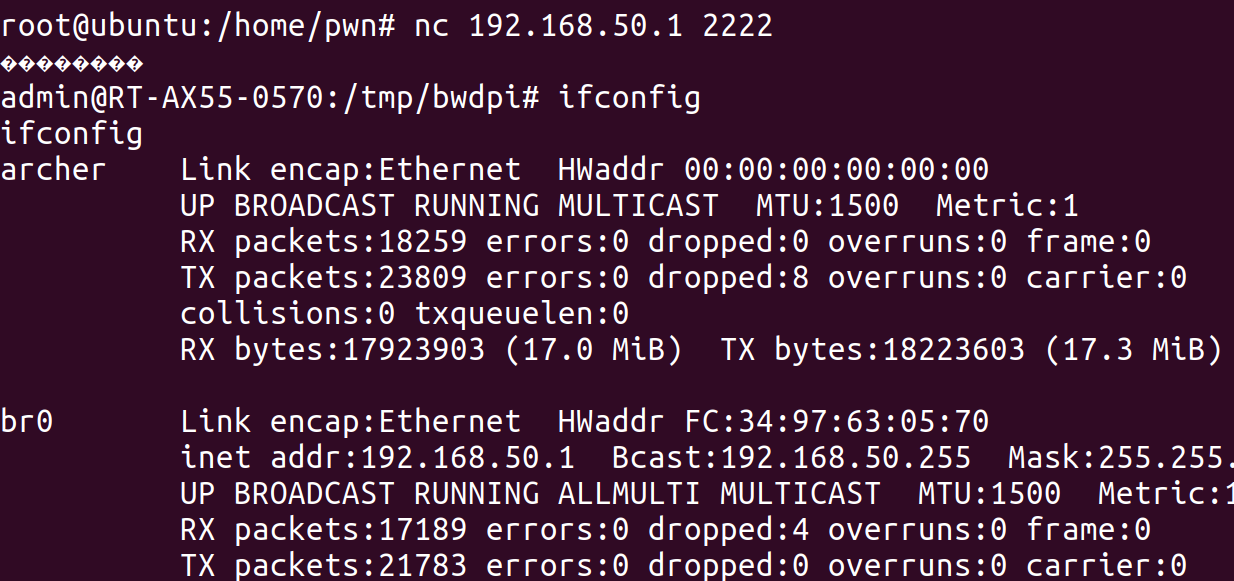 root@ubuntu:/home/pwn# nc 192.168.50.1 2222
��������
admin@RT-AX55-0570:/tmp/bwdpi# ifconfig
ifconfig
archer    Link encap:Ethernet  HWaddr 00:00:00:00:00:00
          UP BROADCAST RUNNING MULTICAST  MTU:1500  Metric:1
          RX packets:18259 errors:0 dropped:0 overruns:0 frame:0
          TX packets:23809 errors:0 dropped:8 overruns:0 carrier:0
          collisions:0 txqueuelen:0
          RX bytes:17923903 (17.0 MiB)  TX bytes:18223603 (17.3 MiB)
br0       Link encap:Ethernet  HWaddr FC:34:97:63:05:70
          inet addr:192.168.50.1  Bcast:192.168.50.255  Mask:255.255.
          UP BROADCAST RUNNING ALLMULTI MULTICAST  MTU:1500  Metric:1
          RX packets:17189 errors:0 dropped:4 overruns:0 frame:0
          TX packets:21783 errors:0 dropped:0 overruns:0 carrier:0